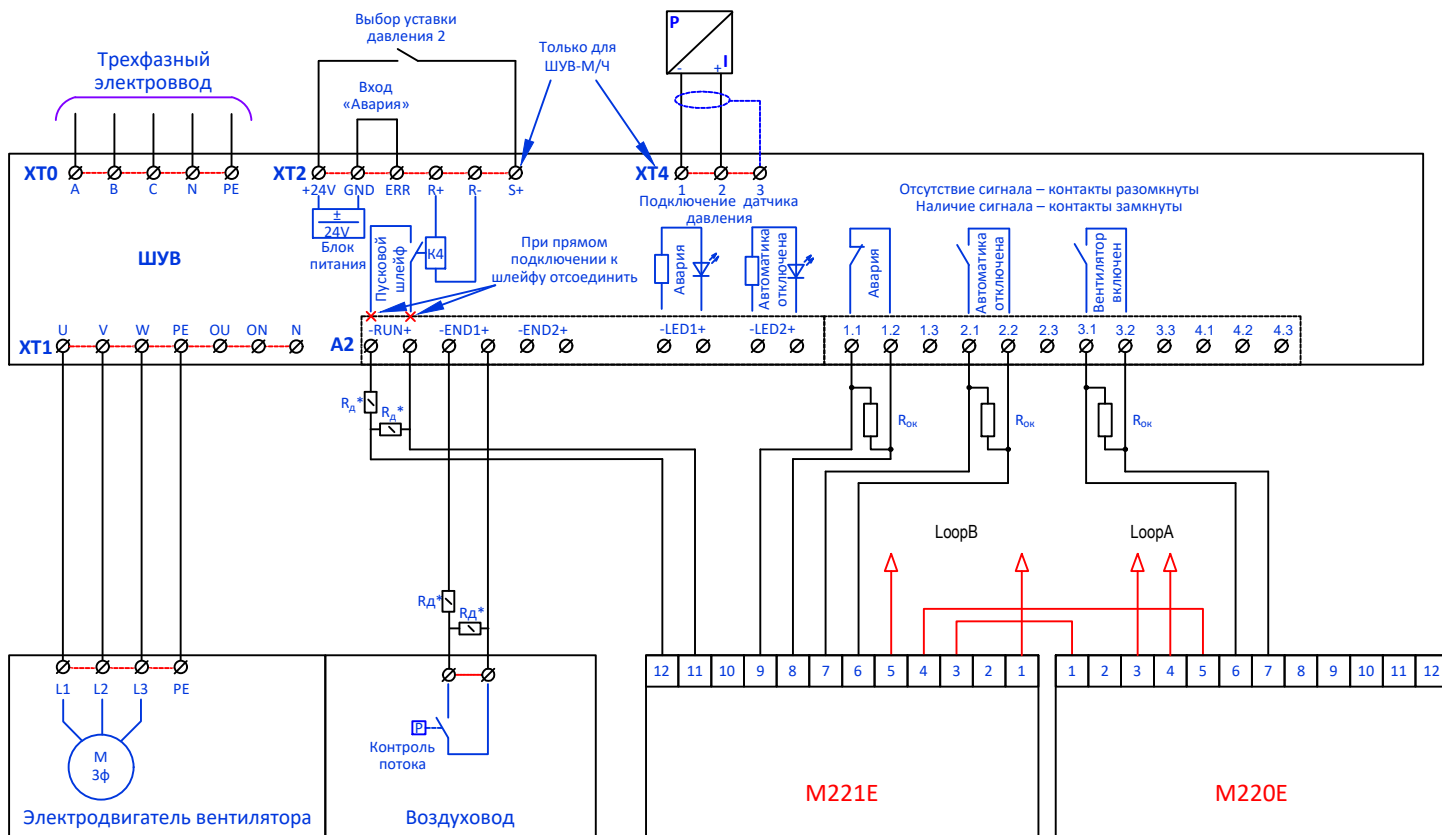 Выбор уставки
давления 2
P
I
- +
Трехфазный
электроввод
Только для
ШУВ-М/Ч
Вход
«Авария»
XT0
A B C N PE
XT2
+24V GND ERR R+ R- S+
XT4
1 2 3
Подключение датчика
давления
Отсутствие сигнала – контакты разомкнуты
Наличие сигнала – контакты замкнуты
±
24V
Блок
питания
ШУВ
Пусковой
шлейф
К4
При прямом
подключении к
шлейфу отсоединить
Авария
Автоматика
отключена
Авария
Автоматика
отключена
Вентилятор
включен
XT1
U V W PE OU ON N
A2
-RUN+ -END1+ -END2+ -LED1+ -LED2+
1.1 1.2 1.3 2.1 2.2 2.3 3.1 3.2 3.3 4.1 4.2 4.3
Rд*
Rд*
Rок
Rок
Rок
LoopB
LoopA
Rд*
Rд*
L1 L2 L3 PE
М
3ф
Электродвигатель вентилятора
P
Контроль
потока
Воздуховод
12 11 10 9 8 7 6 5 4 3 2 1
M221E
1 2 3 4 5 6 7 8 9 10 11 12
M220E